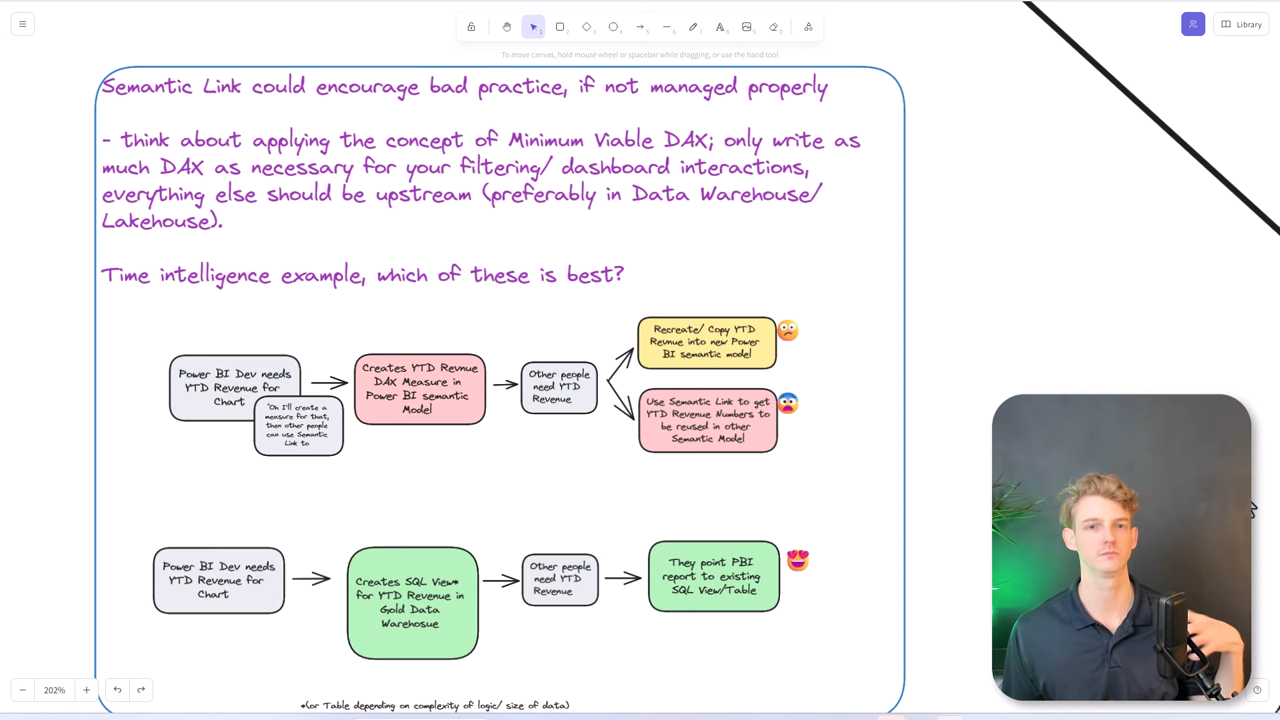 Library
To move canvas, hold mouse wheel or spacebar while dragging, or use the hand tool
Semantic Link could encourage bad practice, if not managed properly
- think about applying the concept of Minimum Viable DAX; only write as
much DAX as necessary for your filtering/ dashboard interactions,
everything else should be upstream (preferably in Data Warehouse/
Lakehouse).
Time intelligence example, which of these is best?
Power BI Dev needs
YTD Revenue for
Chart
"Oh I'll create a
measure for that,
then other people
can use Semantic
Link to
Creates YTD Revnue
DAX Measure in
Power BI semantic
Model
Other people
need YTD
Revenue
Recreate/ Copy YTD
Revnue into new Power
BI semantic model
Use Semantic Link to get
YTD Revenue Numbers to
be reused in other
Semantic Model
Power BI Dev needs
YTD Revenue for
Chart
Creates SQL View*
for YTD Revenue in
Gold Data
Warehosue
Other people
need YTD
Revenue
They point PBI
report to existing
SQL View/Table
*(or Table depending on complexity of logic/ size of data)
202%